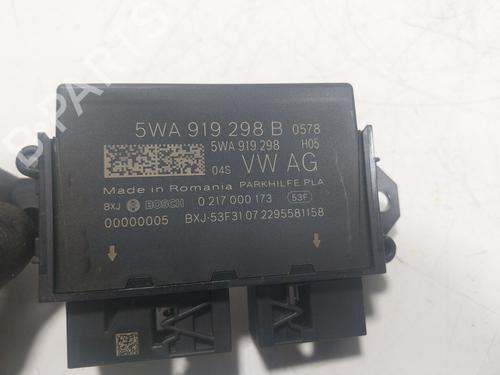 5WA 919 298 B 0578
5WA 919 298 H05
04S VW AG
Made in Romania PARKHILFE PLA
BXJ BOSCH 0 217 000 173 53F
00000005 BXJ-53F31.07.2295581158
B-PARTS